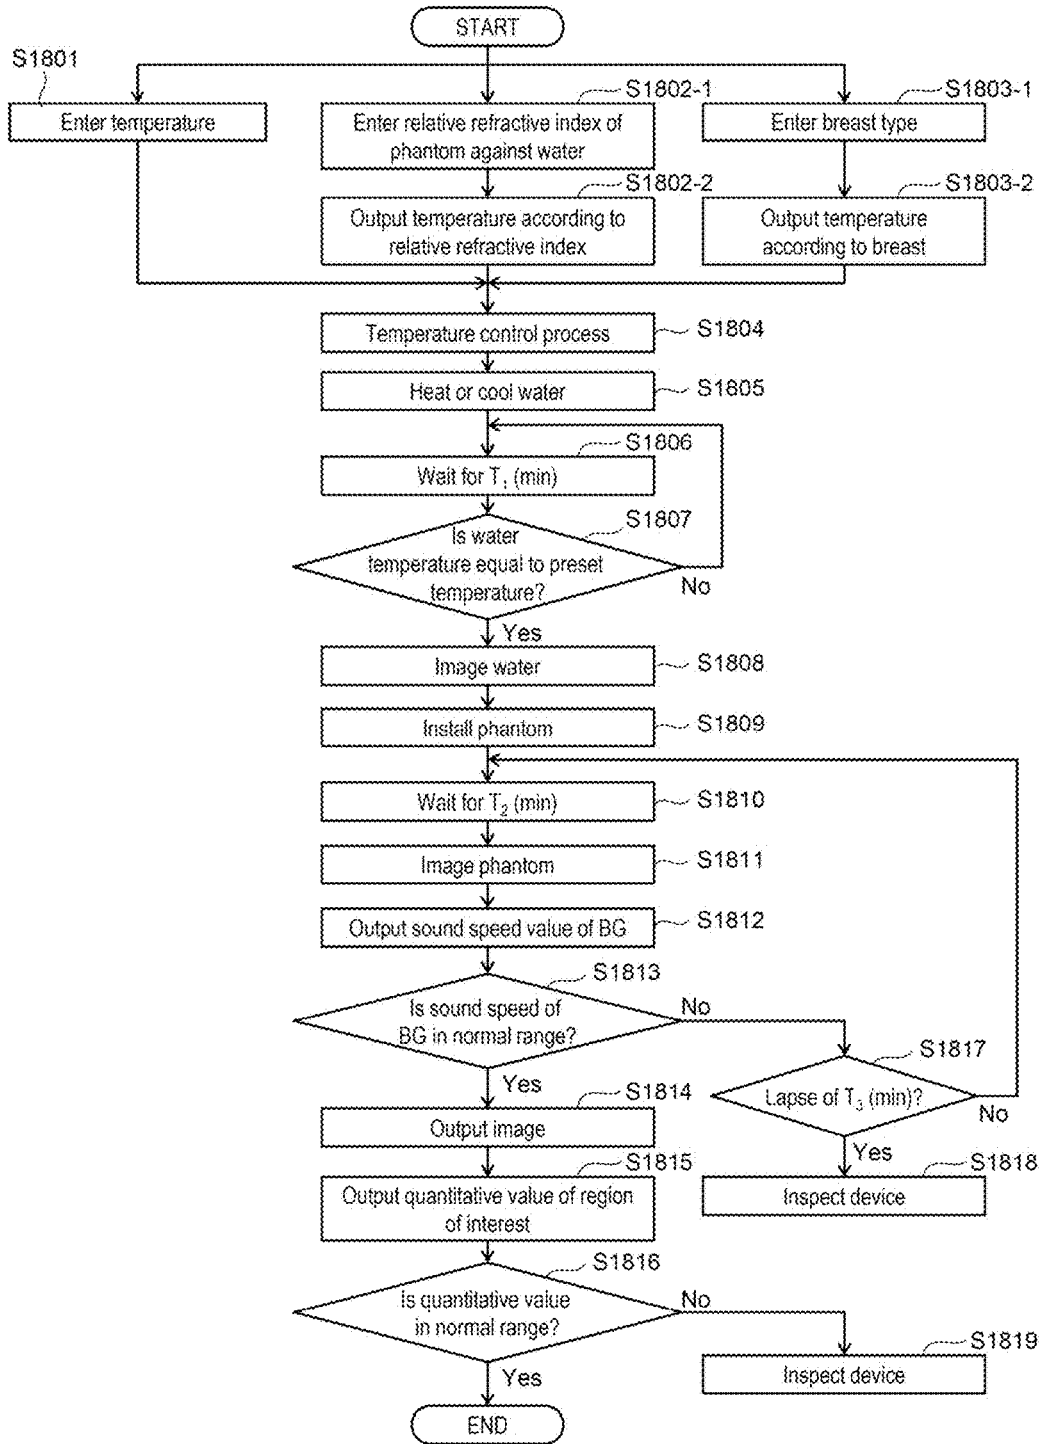 START
S1801
Enter temperature
S1802-1
Enter relative refractive index of
phantom against water
S1803-1
Enter breast type
S1802-2
Output temperature according to
relative refractive index
S1803-2
Output temperature
according to breast
Temperature control process
S1804
Heat or cool water
S1805
S1806
Wait for T1 (min)
S1807
Is water
temperature equal to preset
temperature?
No
Yes
Image water
S1808
Install phantom
S1809
Wait for T2 (min)
S1810
Image phantom
S1811
Output sound speed value of BG
S1812
S1813
Is sound speed of
BG in normal range?
No
Yes
S1817
Lapse of T3 (min)?
No
Yes
S1814
Output image
S1815
Output quantitative value of region
of interest
S1818
Inspect device
S1816
Is quantitative value
in normal range?
No
Yes
S1819
Inspect device
END